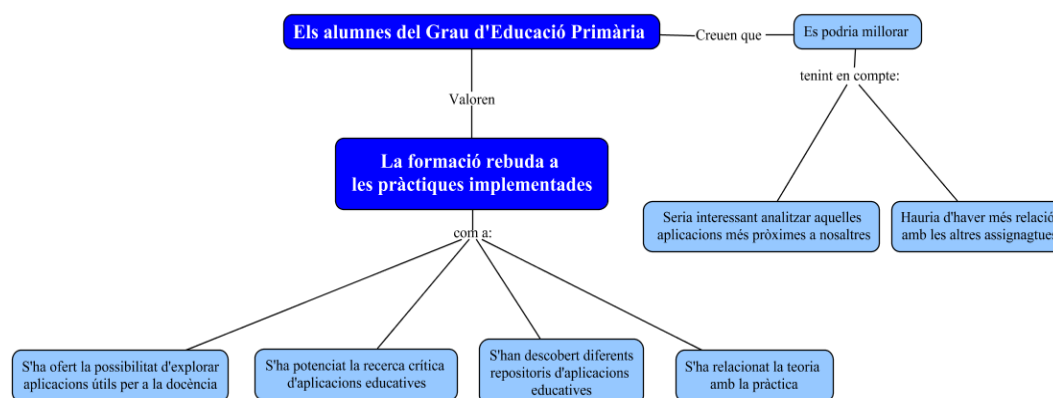 Els alumnes del Grau d'Educació Primària
Creuen que
Es podria millorar
tenint en compte:
Valoren
La formació rebuda a
les pràctiques implementades
Seria interessant analitzar aquelles
aplicacions més pròximes a nosaltres
Hauria d'haver més relació
amb les altres assignagtues
com a:
S'ha ofert la possibilitat d'explorar
aplicacions útils per a la docència
S'ha potenciat la recerca crítica
d'aplicacions educatives
S'han descobert diferents
repositoris d'aplicacions
educatives
S'ha relacionat la teoria
amb la pràctica